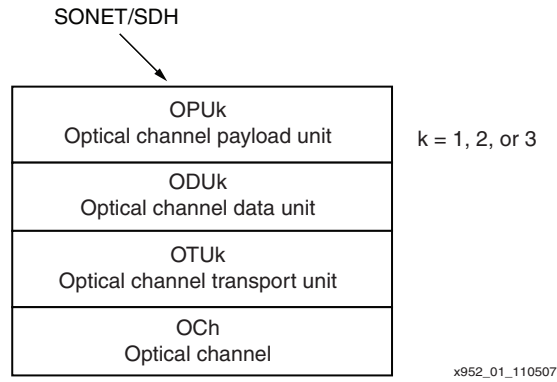 SONET/SDH
OPUk
Optical channel payload unit
k = 1, 2, or 3
ODUk
Optical channel data unit
OTUk
Optical channel transport unit
OCh
Optical channel
x952_01_110507